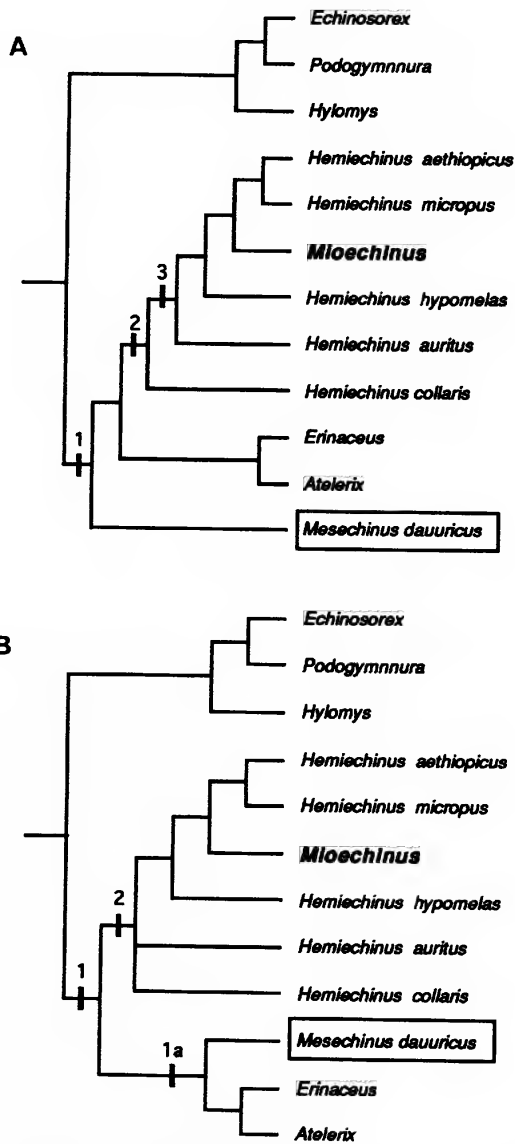 A
Echinosorex
Podogymnnura
Hylomys
Hemiechinus aethiopicus
Hemiechinus micropus
Mioechinus
3
Hemiechinus hypomelas
2
Hemiechinus auritus
Hemiechinus collaris
1
Erinaceus
Atelerix
Mesechinus dauuricus
B
Echinosorex
Podogymnnura
Hylomys
Hemiechinus aethiopicus
Hemiechinus micropus
Mioechinus
2
Hemiechinus hypomelas
Hemiechinus auritus
1
Hemiechinus collaris
1a
Mesechinus dauuricus
Erinaceus
Atelerix